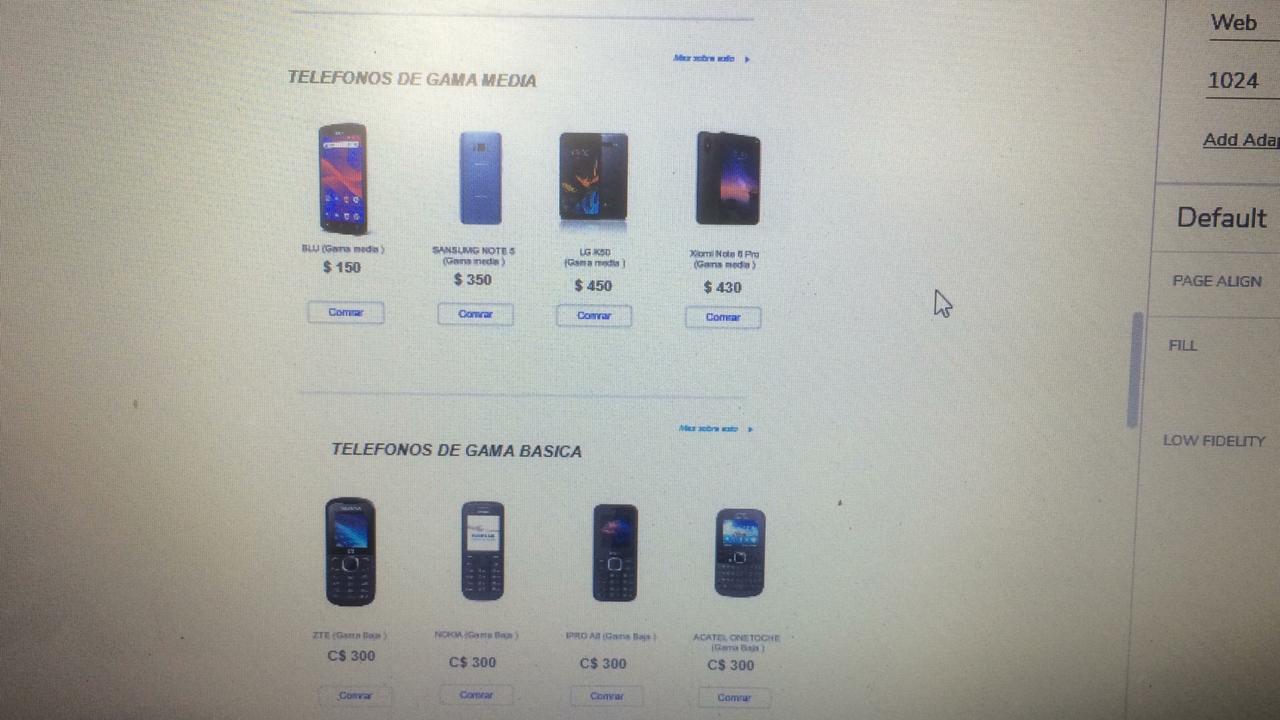 Web
1024
Add Ada
Default
PAGE ALIGN
FILL
LOW FIDELITY
Mas sobre esto
TELEFONOS DE GAMA MEDIA
BLU (Gama media )
$ 150
Comrar
SANSUMG NOTE 5
(Gama media )
$ 350
Comrar
LG K50
(Gama media )
$ 450
Comrar
Xiomi Note 8 Pro
(Gama media )
$ 430
Comrar
Mas sobre esto
TELEFONOS DE GAMA BASICA
ZTE (Gama Baja )
C$ 300
Comrar
NOKIA (Gama Baja )
C$ 300
Comrar
IPRO A8 (Gama Baja )
C$ 300
Comrar
ACATEL ONETOCHE
(Gama Baja )
C$ 300
Comrar